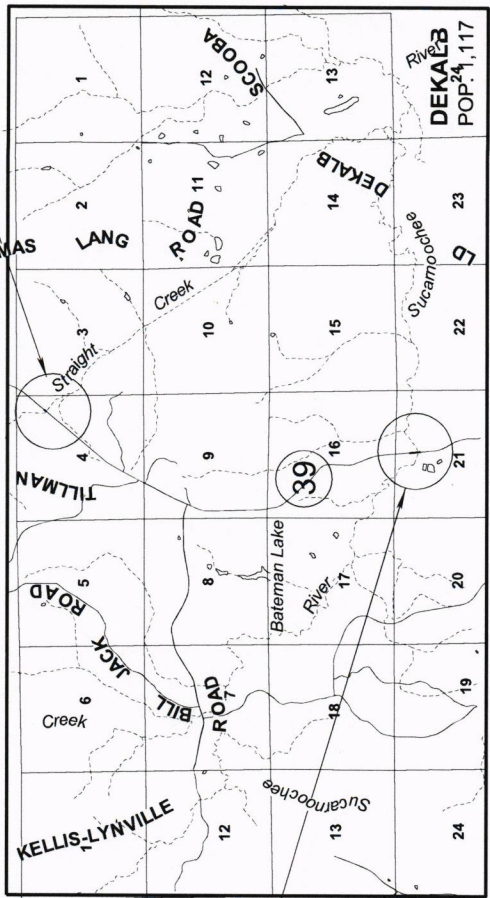 MAS
KELLIS-LYNVILLE
1
6
Creek
JACK
ROAD
5
TILLMAN
4
Straight
3
2
LANG
1
12
BILL
ROAD
7
8
9
10
Creek
ROAD
11
12
SCOOBA
13
Sucarnoochee
18
Bateman Lake
River
17
39
16
15
14
DEKALB
13
24
19
20
21
22
Sucarnoochee
LD
23
River
24
DEKALB
POP. 1,117